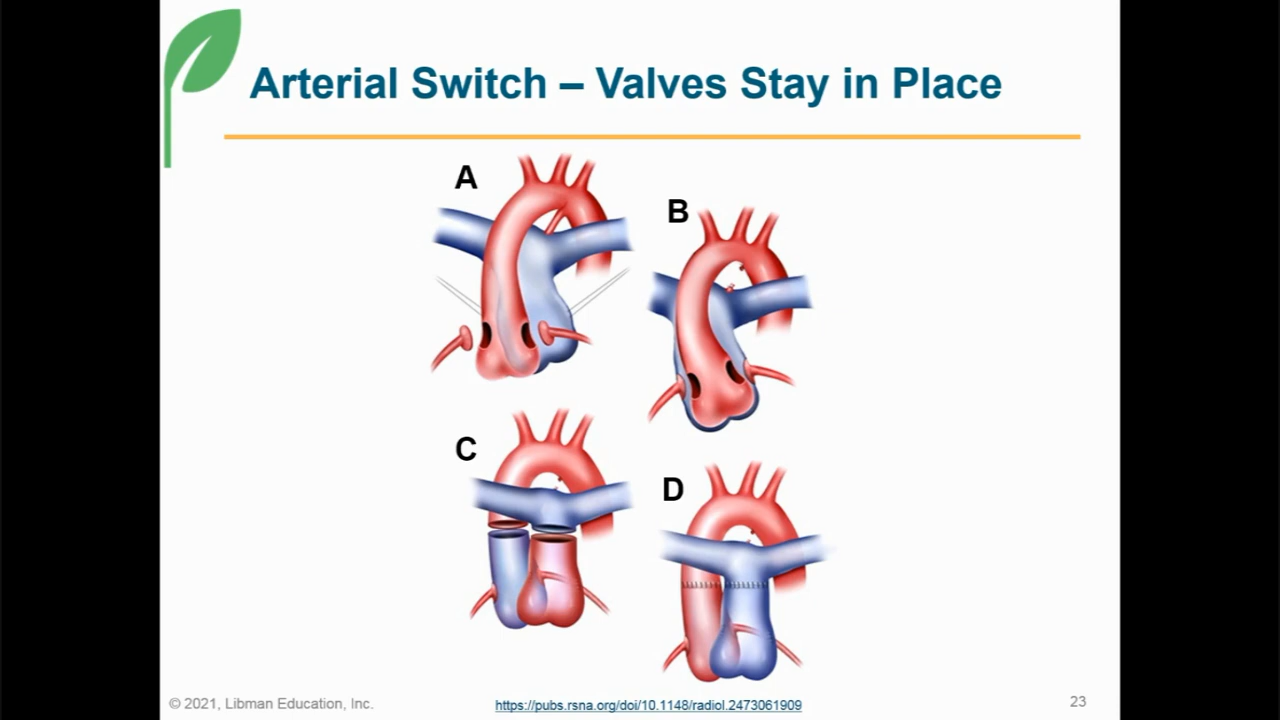 Arterial Switch – Valves Stay in Place
A
B
C
D
© 2021, Libman Education, Inc.
https://pubs.rsna.org/doi/10.1148/radiol.2473061909
23